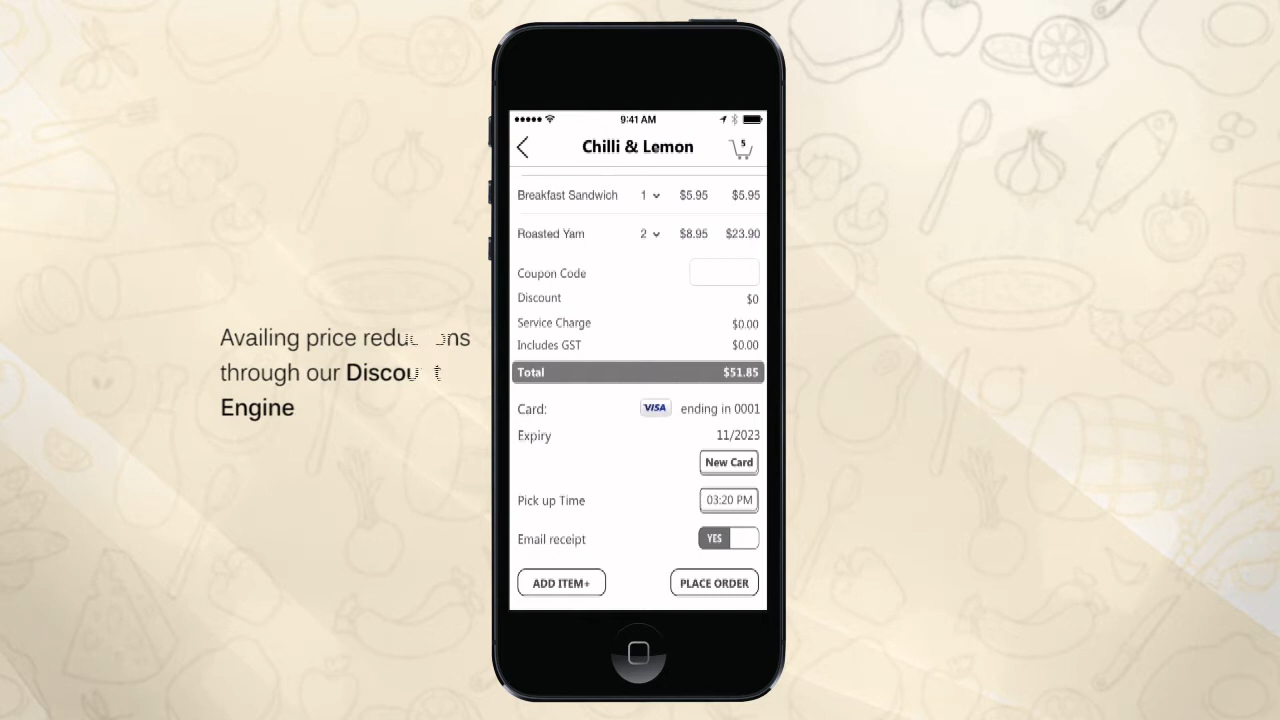 9:41 AM
Chilli & Lemon
5
Breakfast Sandwich 1 $5.95 $5.95
Roasted Yam 2 $8.95 $23.90
Coupon Code
Discount $0
Service Charge $0.00
Includes GST $0.00
Total $51.85
Card: VISA ending in 0001
Expiry 11/2023
New Card
Pick up Time 03:20 PM
Email receipt YES
ADD ITEM+ PLACE ORDER
Availing price
through our
Engine